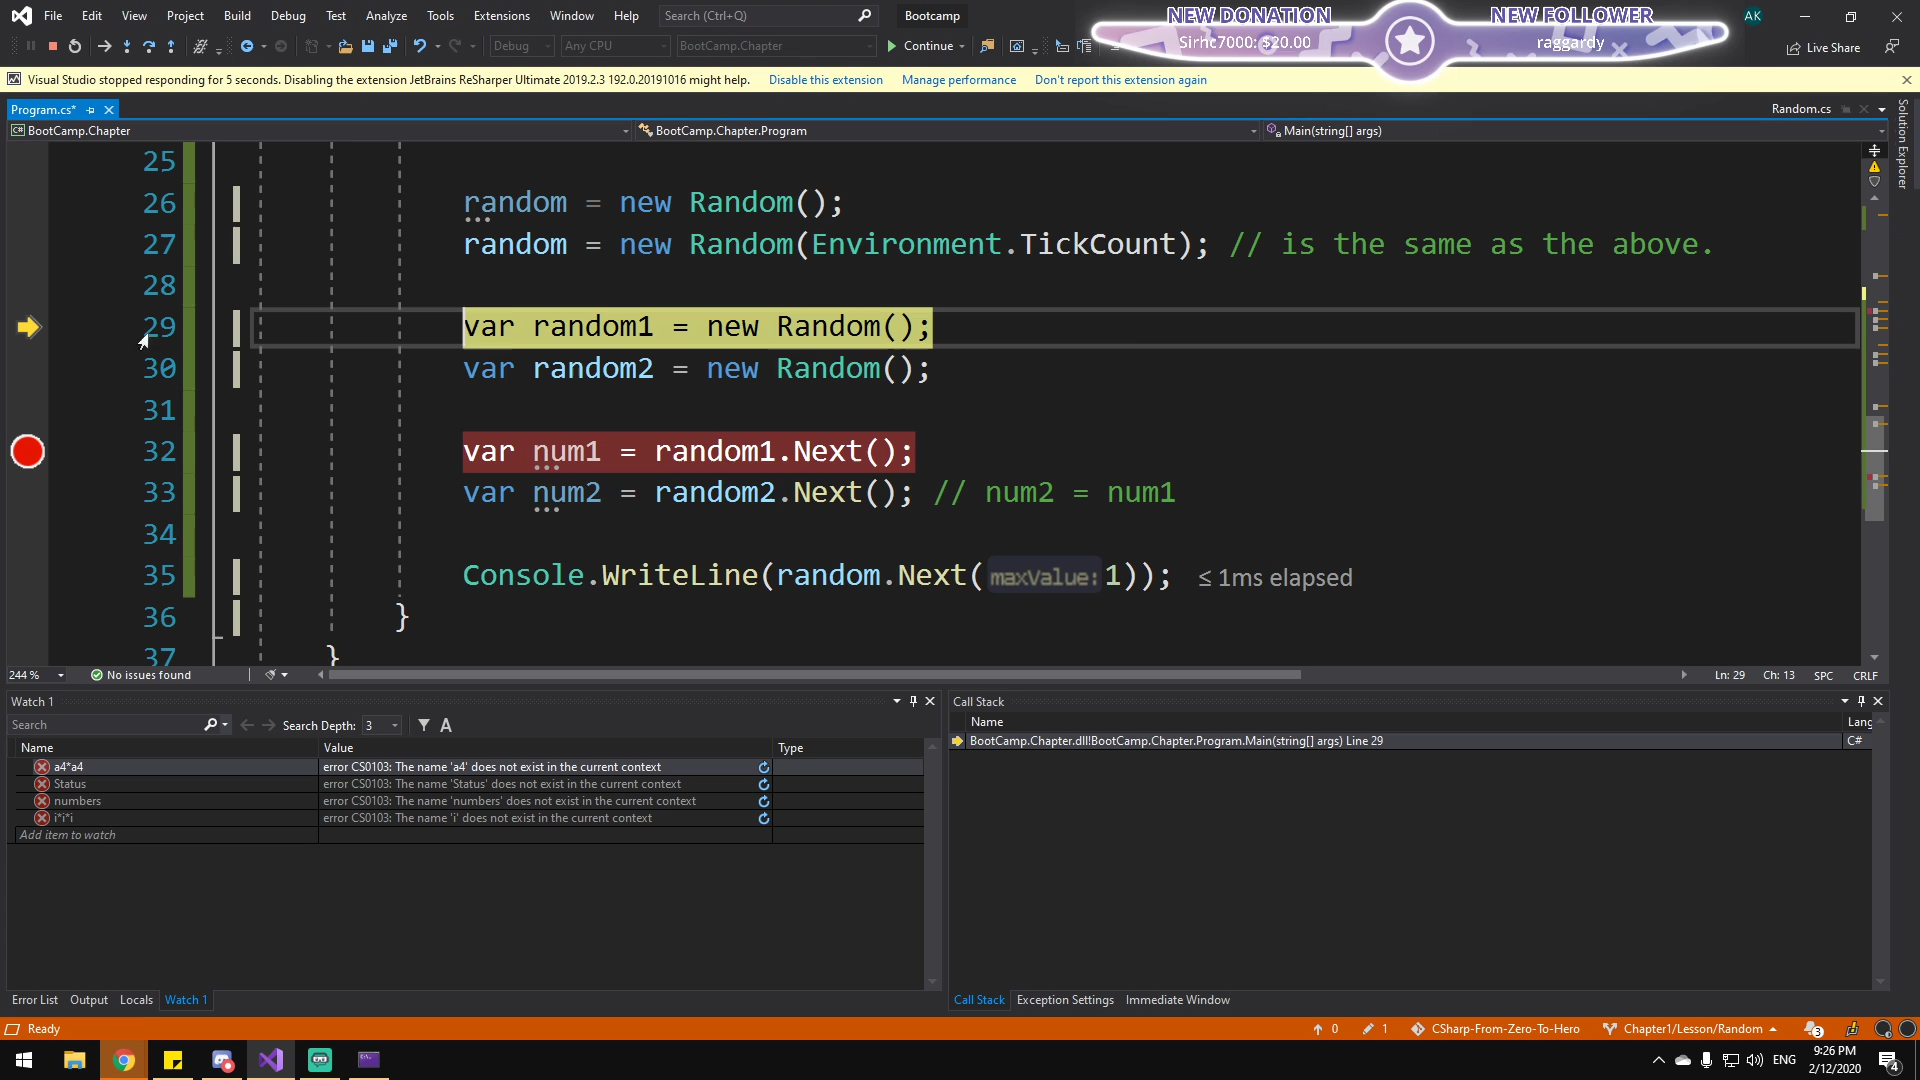 File Edit View Project Build Debug Test Analyze Tools Extensions Window Help Search (Ctrl+Q) Bootcamp
NEW DONATION
Sirhc7000: $20.00
NEW FOLLOWER
raggardy
AK
Debug Any CPU BootCamp.Chapter Continue Live Share
Visual Studio stopped responding for 5 seconds. Disabling the extension JetBrains ReSharper Ultimate 2019.2.3 192.0.20191016 might help. Disable this extension Manage performance Don't report this extension again
Program.cs* Random.cs
C# BootCamp.Chapter BootCamp.Chapter.Program Main(string[] args)
Solution Explorer
25
26 random = new Random();
27 random = new Random(Environment.TickCount); // is the same as the above.
28
29 var random1 = new Random();
30 var random2 = new Random();
31
32 var num1 = random1.Next();
33 var num2 = random2.Next(); // num2 = num1
34
35 Console.WriteLine(random.Next(maxValue:1)); ≤ 1ms elapsed
36 }
37 }
244 % No issues found Ln: 29 Ch: 13 SPC CRLF
Watch 1
Search Search Depth: 3 A
Name Value Type
a4*a4 error CS0103: The name 'a4' does not exist in the current context
Status error CS0103: The name 'Status' does not exist in the current context
numbers error CS0103: The name 'numbers' does not exist in the current context
i*i*i error CS0103: The name 'i' does not exist in the current context
Add item to watch
Error List Output Locals Watch 1
Call Stack
Name Lang
BootCamp.Chapter.dll!BootCamp.Chapter.Program.Main(string[] args) Line 29 C#
Call Stack Exception Settings Immediate Window
Ready 0 1 CSharp-From-Zero-To-Hero Chapter1/Lesson/Random 3
ENG 9:26 PM
2/12/2020 4